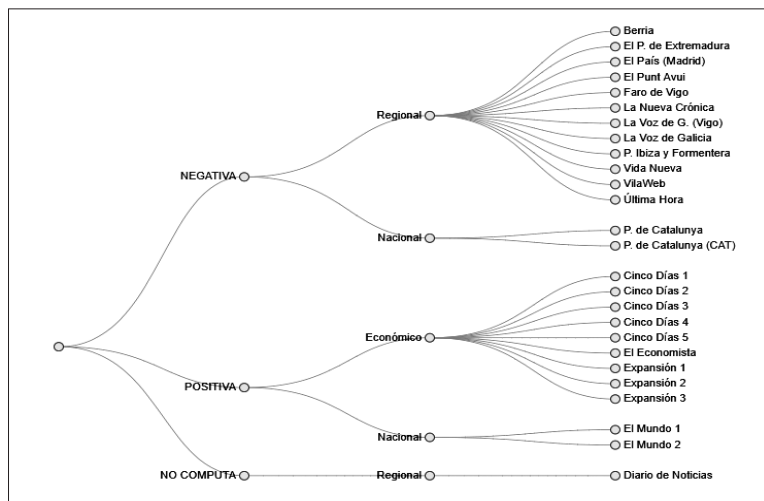 Berria
El P. de Extremadura
El País (Madrid)
El Punt Avui
Faro de Vigo
Regional
La Nueva Crónica
La Voz de G. (Vigo)
La Voz de Galicia
P. Ibiza y Formentera
Vida Nueva
NEGATIVA
VilaWeb
Última Hora
P. de Catalunya
Nacional
P. de Catalunya (CAT)
Cinco Días 1
Cinco Días 2
Cinco Días 3
Cinco Días 4
Económico
Cinco Días 5
El Economista
Expansión 1
POSITIVA
Expansión 2
Expansión 3
El Mundo 1
Nacional
El Mundo 2
NO COMPUTA
Regional
Diario de Noticias